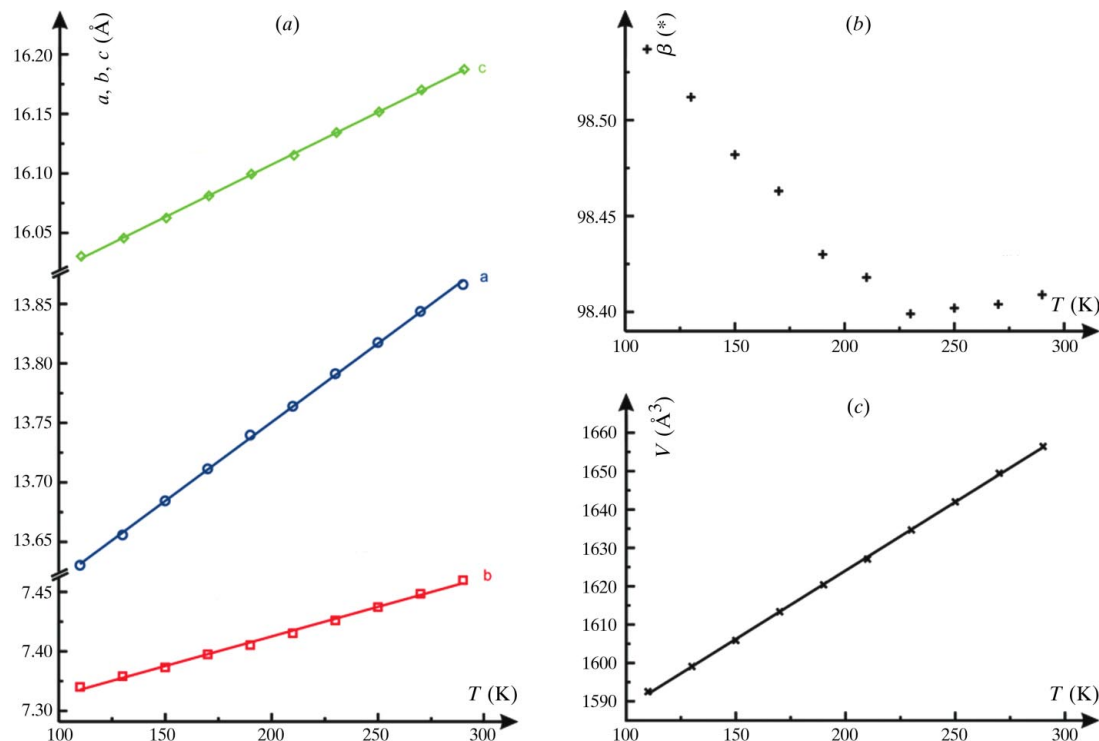 (a)
a, b, c (Å)
16.20
16.15
16.10
16.05
13.85
13.80
13.75
13.70
13.65
7.45
7.40
7.30
c
a
b
T (K)
100 150 200 250 300
(b)
β (*)
98.50
98.45
98.40
T (K)
100 150 200 250 300
(c)
V (Å³)
1660
1650
1640
1630
1620
1610
1600
1590
T (K)
100 150 200 250 300